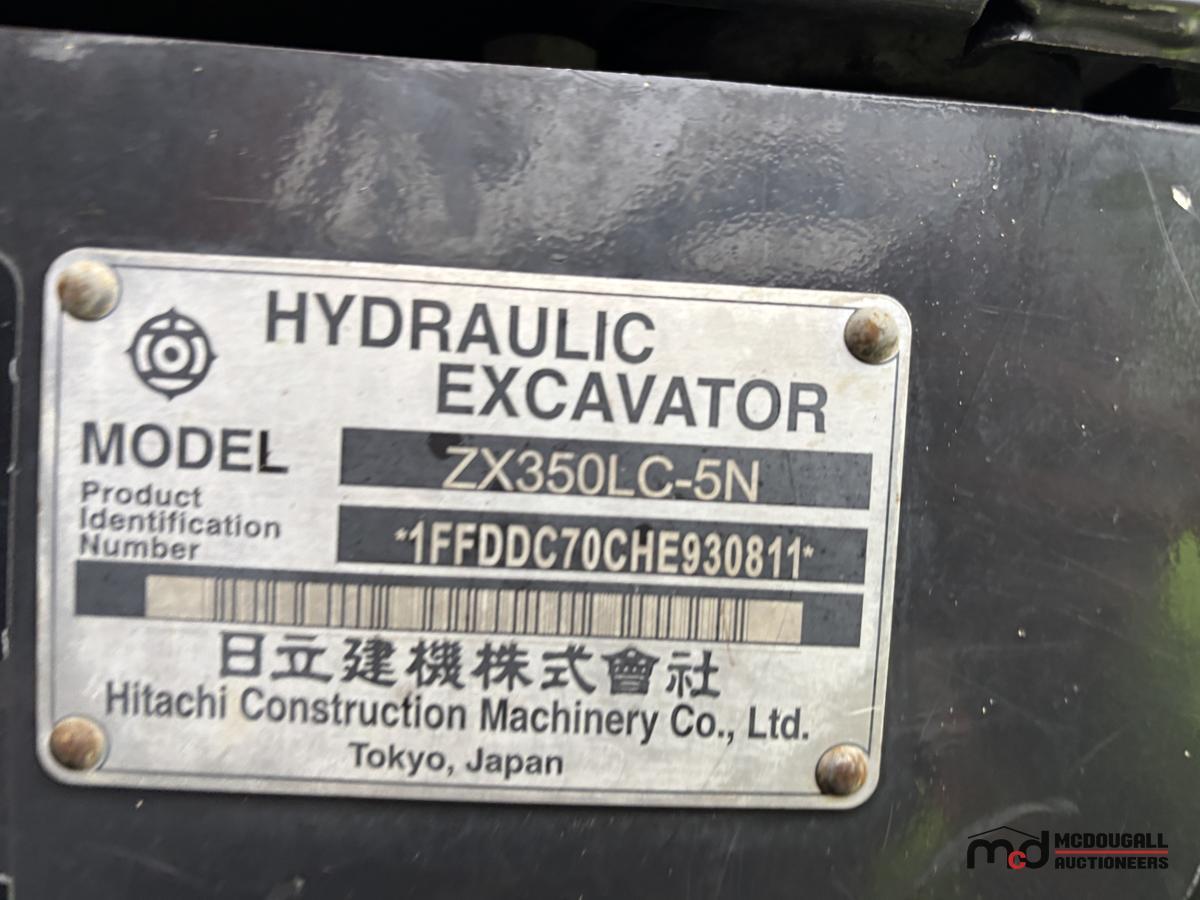 HYDRAULIC
EXCAVATOR
MODEL ZX350LC-5N
Product
Identification
Number
*1FFDDC70CHE930811*
日立建機株式會社
Hitachi Construction Machinery Co., Ltd.
Tokyo, Japan
mcd MCDOUGALL
AUCTIONEERS